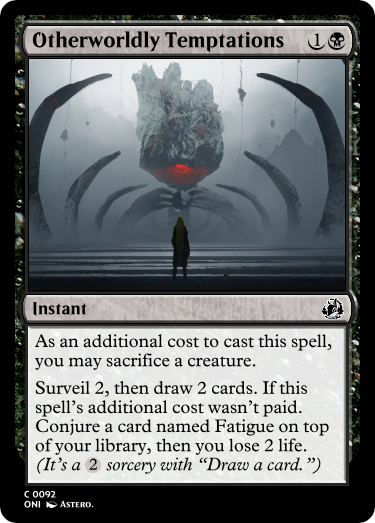 Otherworldly Temptations 1
Instant
As an additional cost to cast this spell,
you may sacrifice a creature.
Surveil 2, then draw 2 cards. If this
spell's additional cost wasn't paid.
Conjure a card named Fatigue on top
of your library, then you lose 2 life.
(It's a 2 sorcery with “Draw a card.”)
C 0092
ONI ASTERO.